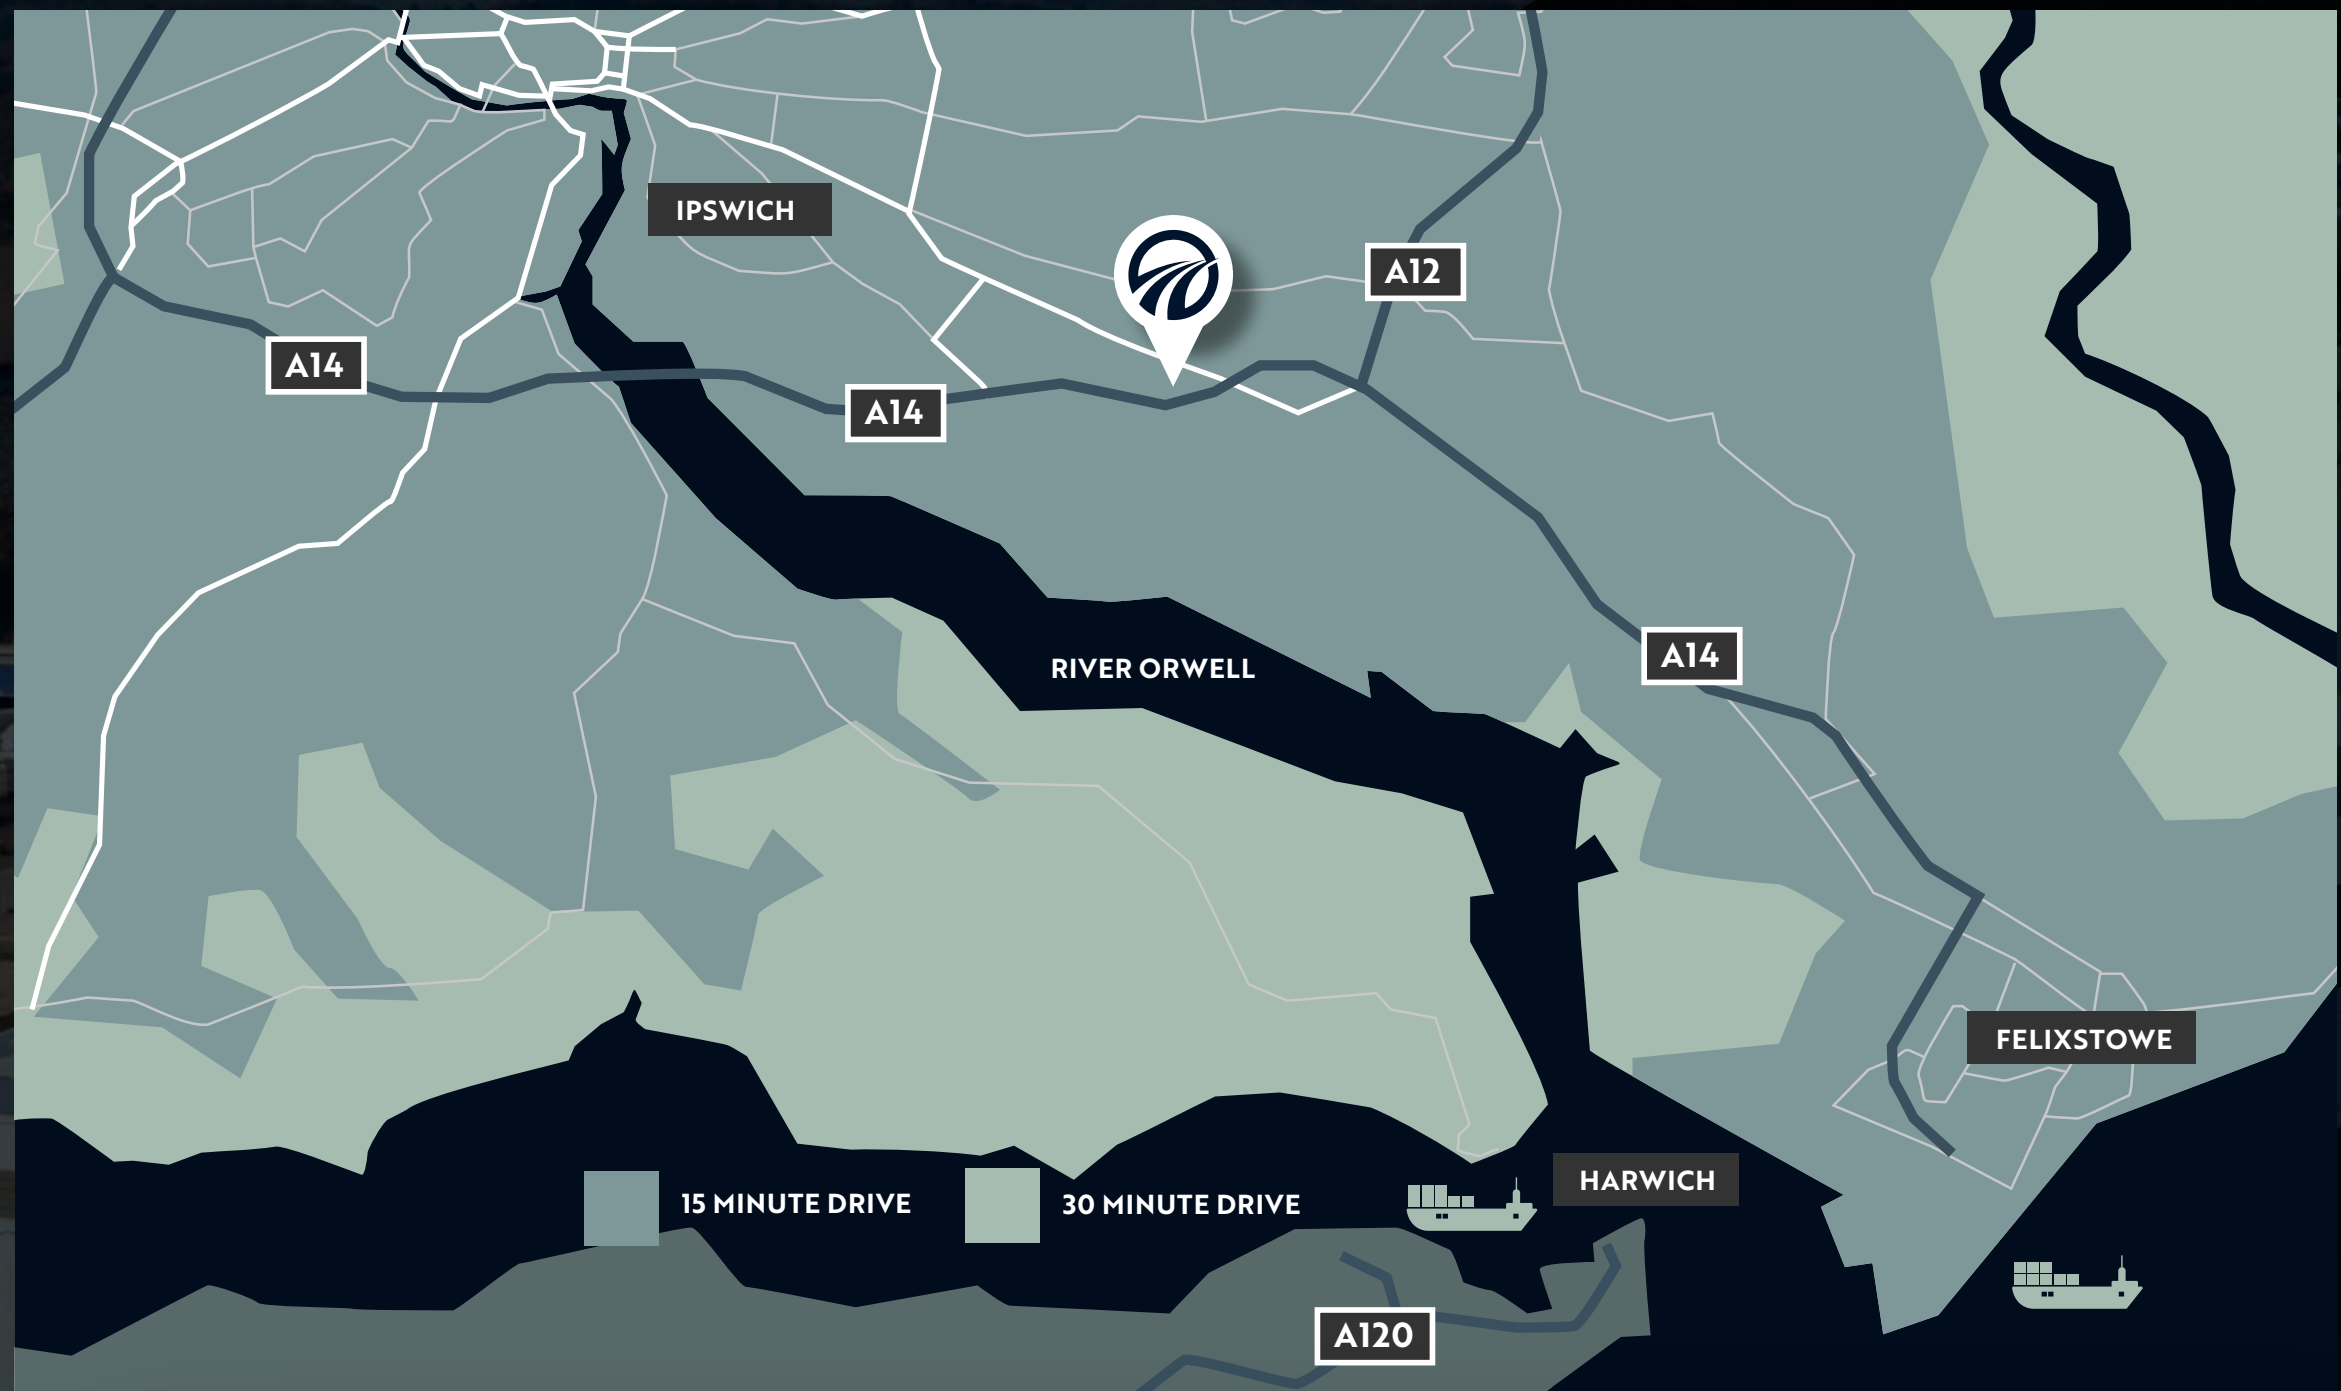 IPSWICH
A12
A14
A14
A14
RIVER ORWELL
FELIXSTOWE
HARWICH
15 MINUTE DRIVE
30 MINUTE DRIVE
A120